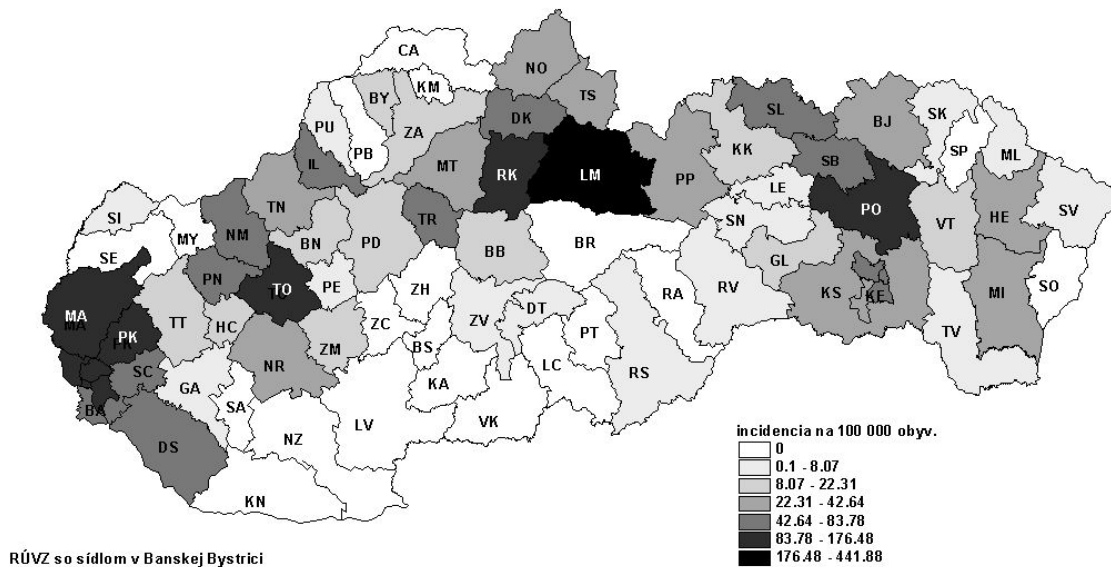 CA
NO
KM
BY
TS
PU
PB
ZA
DK
SL
BJ
SK
SP
ML
IL
MT
RK
LM
PP
KK
SB
SI
TN
TR
LE
PO
SN
VT
HE
SV
SE
MY
NM
BN
PD
BB
BR
GL
PN
TO
PE
ZH
RA
RV
KS
KE
MI
SO
MA
PK
TT
HC
ZC
ZV
DT
PT
TV
ZM
BS
LC
RS
SC
GA
NR
KA
BA
SA
LV
VK
DS
NZ
KN
incidencia na 100 000 obyv.
0
0.1 - 8.07
8.07 - 22.31
22.31 - 42.64
42.64 - 83.78
83.78 - 176.48
176.48 - 441.88
RÚVZ so sídlom v Banskej Bystrici